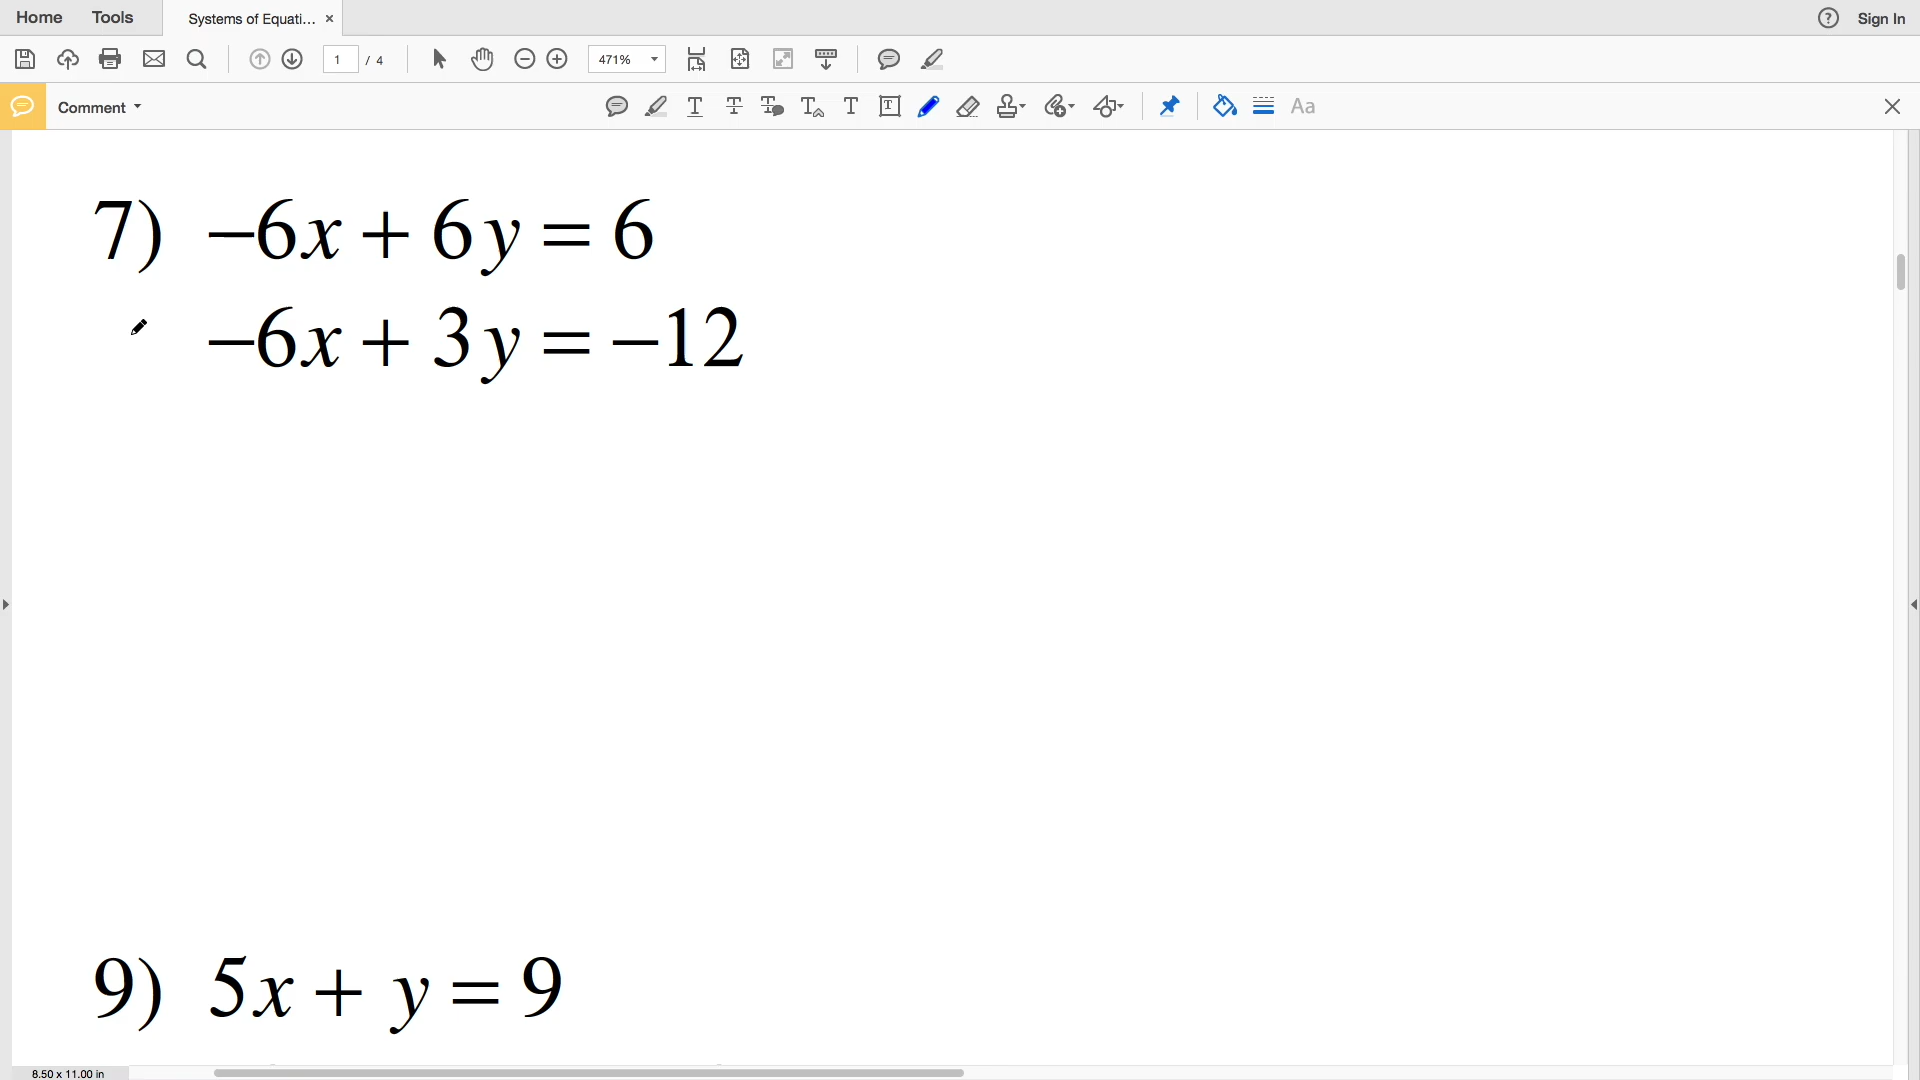 Home Tools Systems of Equati... × ? Sign In
1 / 4 471%
Comment Aa
7) −6x + 6y = 6
−6x + 3y = −12
9) 5x + y = 9
8.50 x 11.00 in